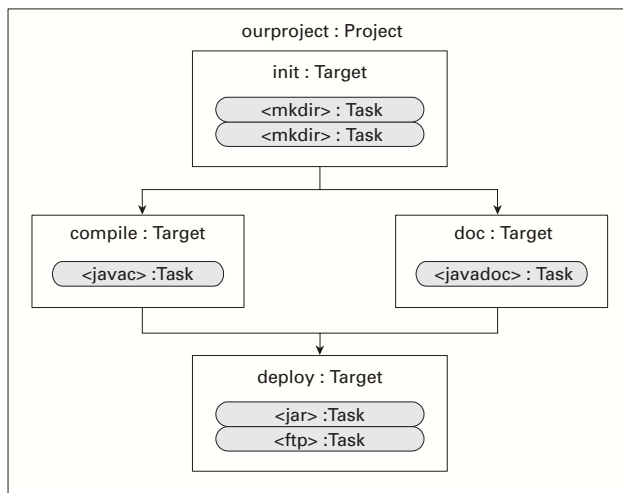 ourproject : Project
init : Target
<mkdir> : Task
<mkdir> : Task
compile : Target
<javac> :Task
doc : Target
<javadoc> : Task
deploy : Target
<jar> :Task
<ftp> :Task